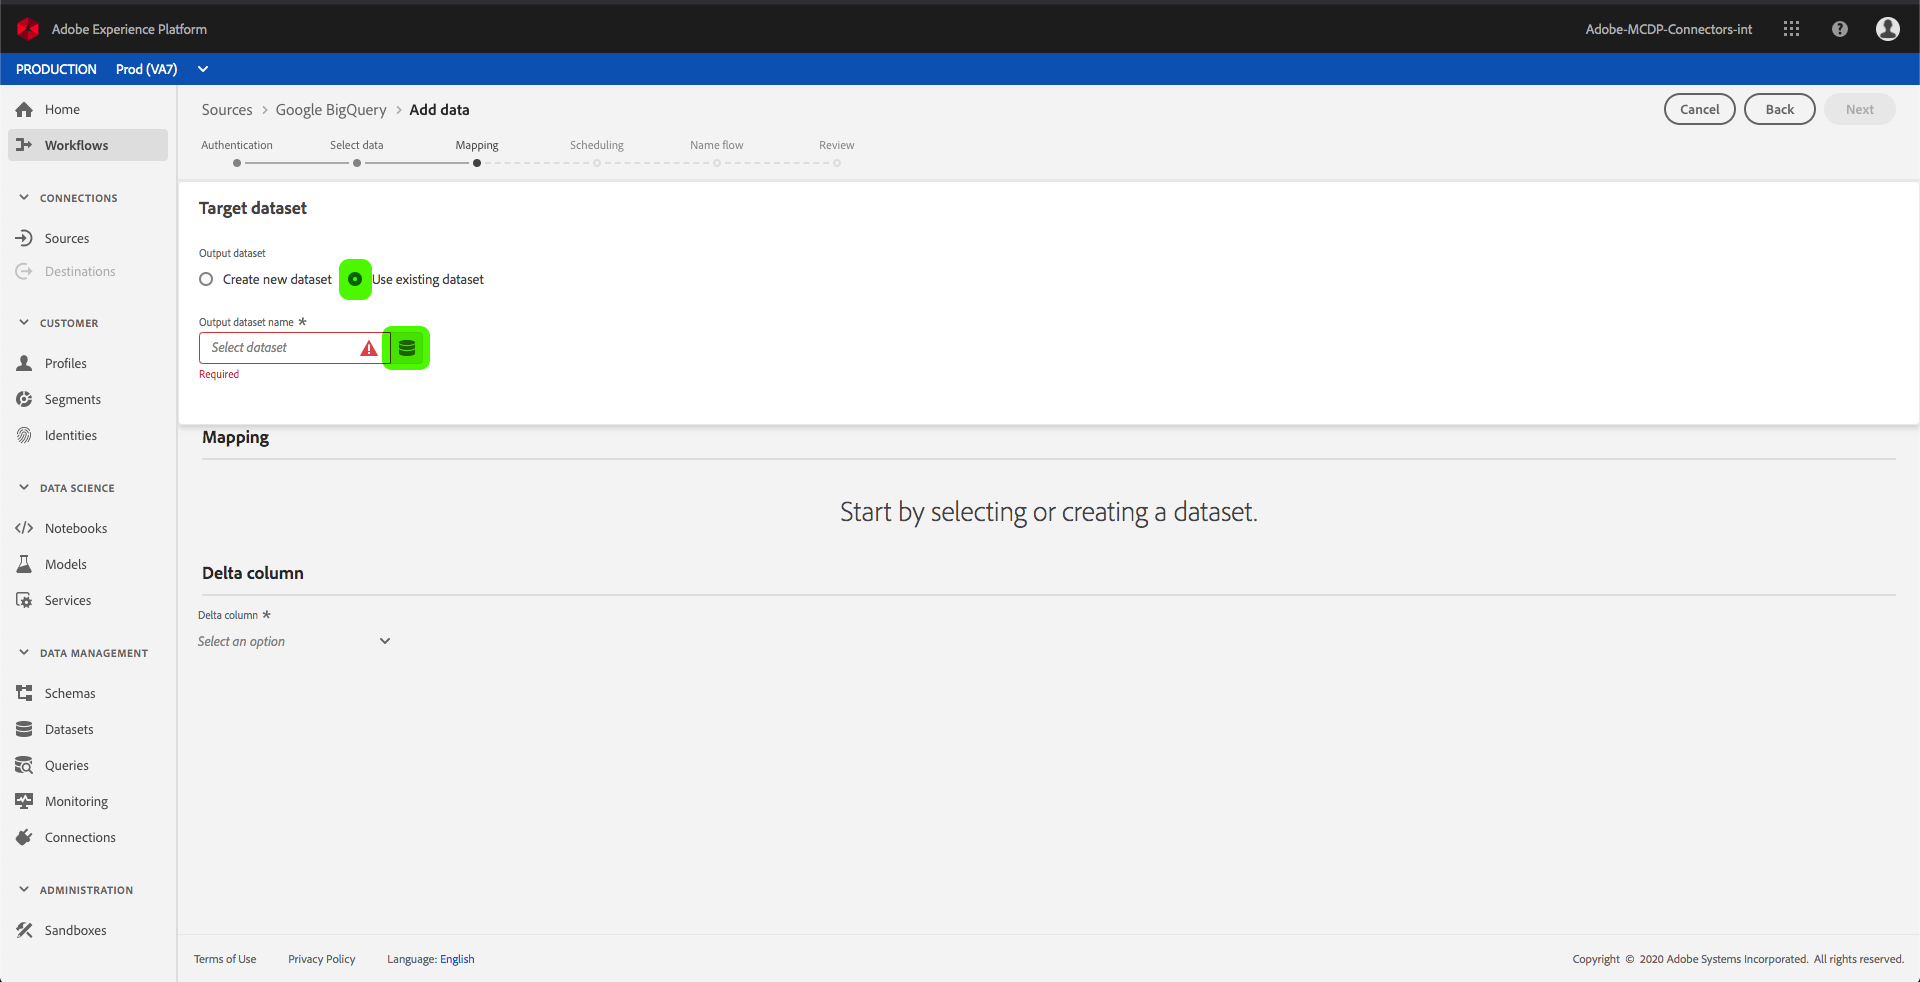 Adobe Experience Platform
Adobe-MCDP-Connectors-int
PRODUCTION Prod (VA7)
Home
Workflows
CONNECTIONS
Sources
Destinations
CUSTOMER
Profiles
Segments
Identities
DATA SCIENCE
Notebooks
Models
Services
DATA MANAGEMENT
Schemas
Datasets
Queries
Monitoring
Connections
ADMINISTRATION
Sandboxes
Sources > Google BigQuery > Add data
Cancel Back Next
Authentication Select data Mapping Scheduling Name flow Review
Target dataset
Output dataset
Create new dataset Use existing dataset
Output dataset name *
Select dataset
Required
Mapping
Start by selecting or creating a dataset.
Delta column
Delta column *
Select an option
Terms of Use Privacy Policy Language: English
Copyright © 2020 Adobe Systems Incorporated. All rights reserved.